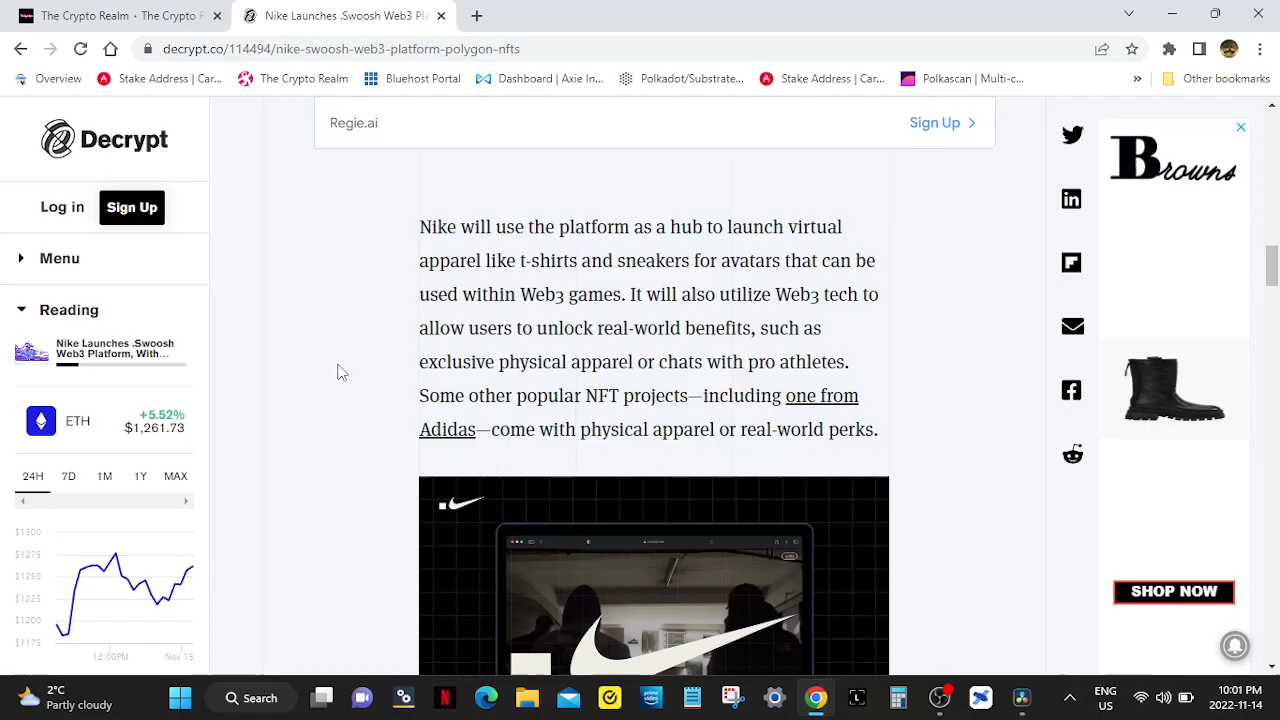 The Crypto Realm - The Crypto Re
Nike Launches .Swoosh Web3 Pla
decrypt.co/114494/nike-swoosh-web3-platform-polygon-nfts
Overview
Stake Address | Car...
The Crypto Realm
Bluehost Portal
Dashboard | Axie In...
Polkadot/Substrate...
Stake Address | Car...
Polkascan | Multi-c...
»
Other bookmarks
Decrypt
Log in
Sign Up
Menu
Reading
Nike Launches .Swoosh
Web3 Platform, With...
ETH
+5.52%
$1,261.73
24H 7D 1M 1Y MAX
$1300
$1275
$1250
$1225
$1200
$1175
12:00PM Nov 15
Regie.ai
Sign Up
Nike will use the platform as a hub to launch virtual
apparel like t-shirts and sneakers for avatars that can be
used within Web3 games. It will also utilize Web3 tech to
allow users to unlock real-world benefits, such as
exclusive physical apparel or chats with pro athletes.
Some other popular NFT projects—including one from
Adidas—come with physical apparel or real-world perks.
Browns
SHOP NOW
2°C
Partly cloudy
Search
ENG
US
10:01 PM
2022-11-14